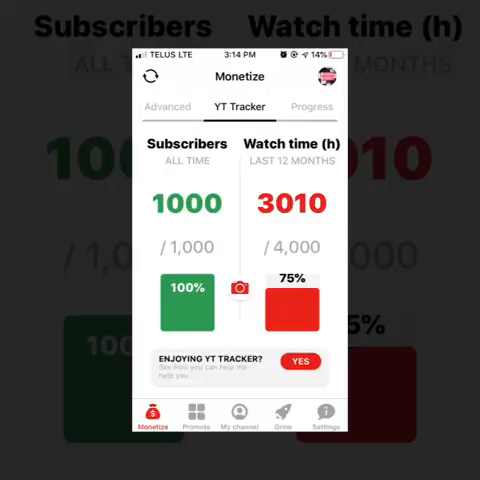 Subscribers Watch time (h)
TELUS LTE 3:14 PM 14%
Monetize
Advanced YT Tracker Progress
Subscribers Watch time (h)
ALL TIME LAST 12 MONTHS
1000 3010
/ 1,000 / 4,000
100% 75%
ENJOYING YT TRACKER?
See how you can help me
help you
YES
Monetize Promote My channel Grow Settings